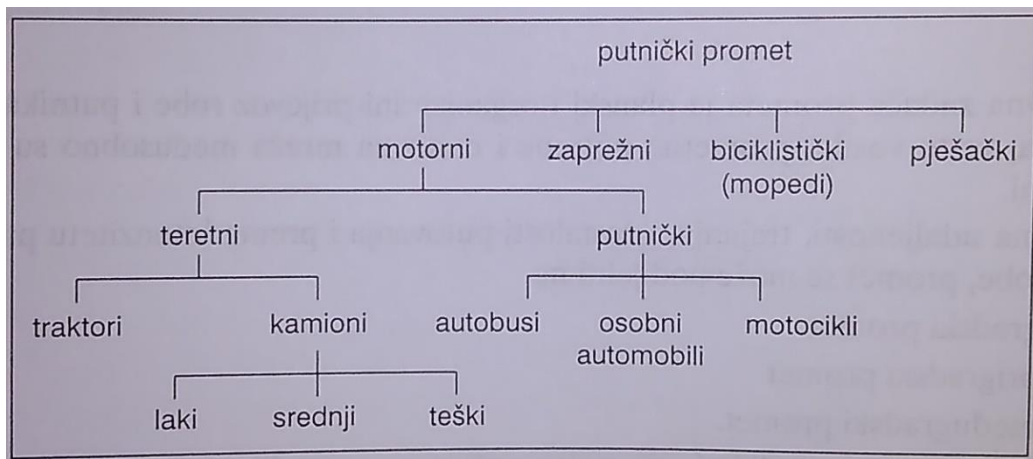 putnički promet
motorni zaprežni biciklistički pješački
(mopedi)
teretni putnički
traktori kamioni autobusi osobni motocikli
automobili
laki srednji teški